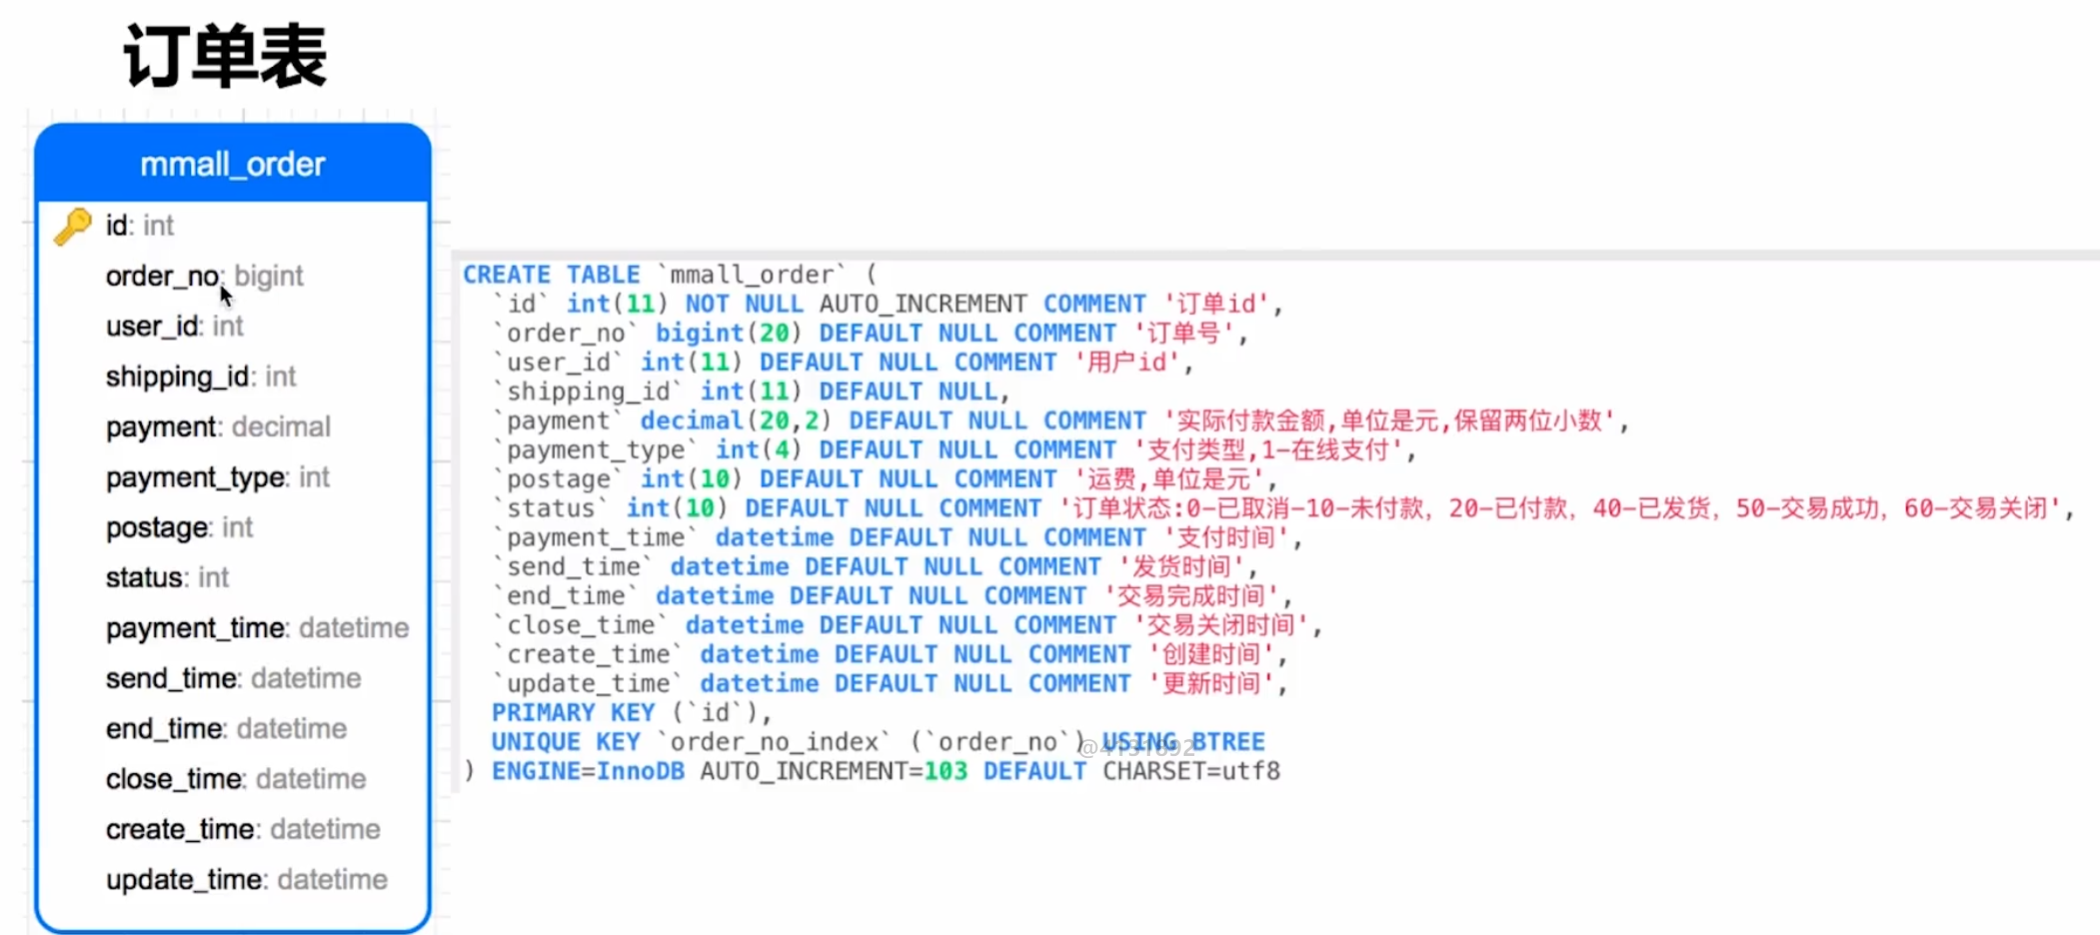 订单表
mmall_order
id: int
order_no: bigint
user_id: int
shipping_id: int
payment: decimal
payment_type: int
postage: int
status: int
payment_time: datetime
send_time: datetime
end_time: datetime
close_time: datetime
create_time: datetime
update_time: datetime
CREATE TABLE `mmall_order` (
`id` int(11) NOT NULL AUTO_INCREMENT COMMENT '订单id',
`order_no` bigint(20) DEFAULT NULL COMMENT '订单号',
`user_id` int(11) DEFAULT NULL COMMENT '用户id',
`shipping_id` int(11) DEFAULT NULL,
`payment` decimal(20,2) DEFAULT NULL COMMENT '实际付款金额,单位是元,保留两位小数',
`payment_type` int(4) DEFAULT NULL COMMENT '支付类型,1-在线支付',
`postage` int(10) DEFAULT NULL COMMENT '运费,单位是元',
`status` int(10) DEFAULT NULL COMMENT '订单状态:0-已取消-10-未付款，20-已付款，40-已发货，50-交易成功，60-交易关闭',
`payment_time` datetime DEFAULT NULL COMMENT '支付时间',
`send_time` datetime DEFAULT NULL COMMENT '发货时间',
`end_time` datetime DEFAULT NULL COMMENT '交易完成时间',
`close_time` datetime DEFAULT NULL COMMENT '交易关闭时间',
`create_time` datetime DEFAULT NULL COMMENT '创建时间',
`update_time` datetime DEFAULT NULL COMMENT '更新时间',
PRIMARY KEY (`id`),
UNIQUE KEY `order_no_index` (`order_no`) USING BTREE
) ENGINE=InnoDB AUTO_INCREMENT=103 DEFAULT CHARSET=utf8